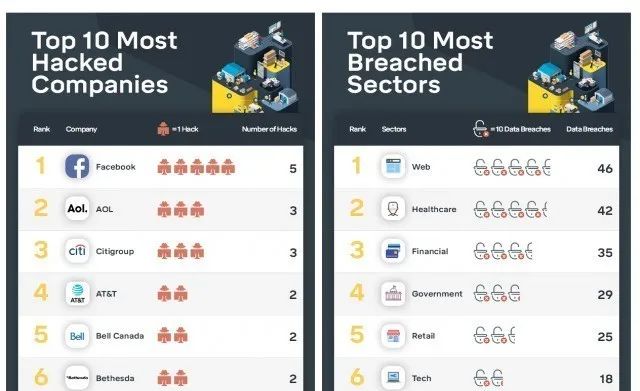 Top 10 Most
Hacked
Companies
Rank Company =1 Hack Number of Hacks
1 Facebook 5
2 Aol. AOL 3
3 citi Citigroup 3
4 AT&T AT&T 2
5 Bell Bell Canada 2
6 Bethesda Bethesda 2
Top 10 Most
Breached
Sectors
Rank Sectors =10 Data Breaches Data Breaches
1 Web 46
2 Healthcare 42
3 Financial 35
4 Government 29
5 Retail 25
6 Tech 18